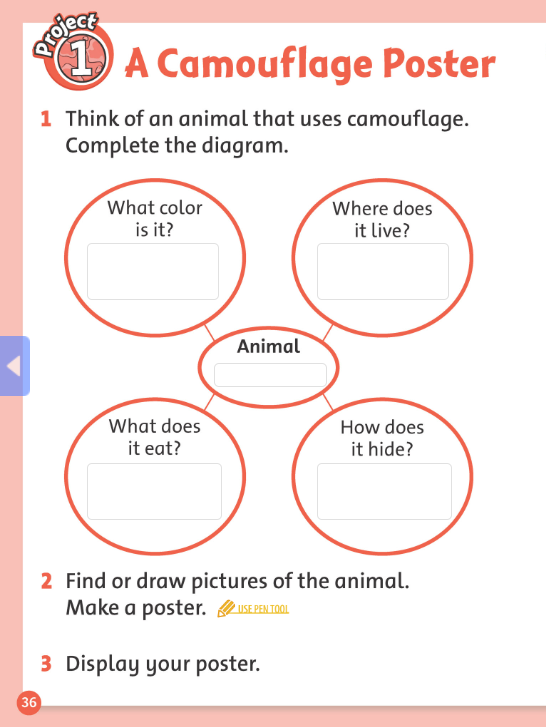 Project
1
A Camouflage Poster
1 Think of an animal that uses camouflage.
Complete the diagram.
What color
is it?
Where does
it live?
Animal
What does
it eat?
How does
it hide?
2 Find or draw pictures of the animal.
Make a poster. USE PEN TOOL
3 Display your poster.
36